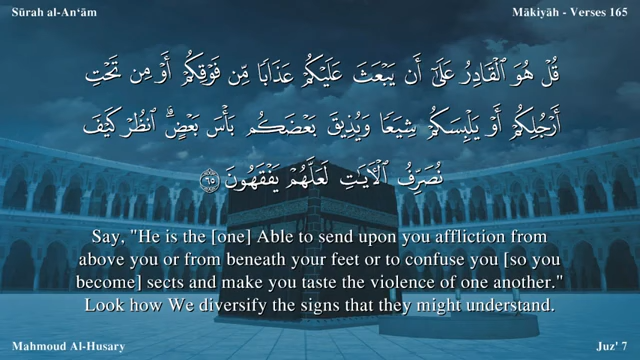 Sūrah al-An‘ām
Mākiyāh - Verses 165
قُلْ هُوَ ٱلْقَادِرُ عَلَىٰٓ أَن يَبْعَثَ عَلَيْكُمْ عَذَابًا مِّن فَوْقِكُمْ أَوْ مِن تَحْتِ
أَرْجُلِكُمْ أَوْ يَلْبِسَكُمْ شِيَعًا وَيُذِيقَ بَعْضَكُم بَأْسَ بَعْضٍ ۗ ٱنظُرْ كَيْفَ
نُصَرِّفُ ٱلْـَٔايَـٰتِ لَعَلَّهُمْ يَفْقَهُونَ ٦٥
Say, "He is the [one] Able to send upon you affliction from
above you or from beneath your feet or to confuse you [so you
become] sects and make you taste the violence of one another."
Look how We diversify the signs that they might understand.
Mahmoud Al-Husary
Juz' 7